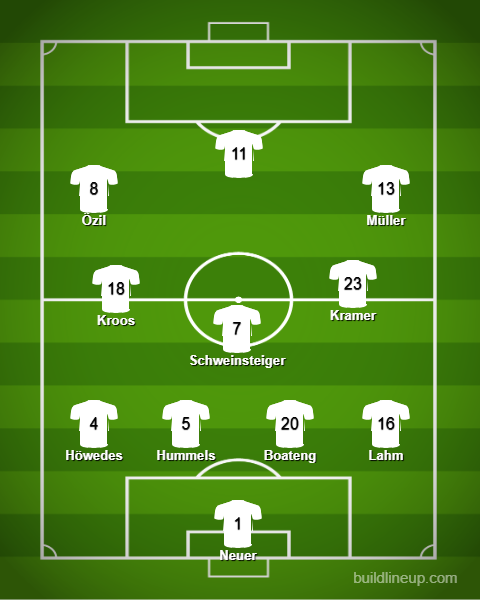 11
8
Özil
13
Müller
18
Kroos
23
Kramer
7
Schweinsteiger
4
Höwedes
5
Hummels
20
Boateng
16
Lahm
1
Neuer
buildlineup.com